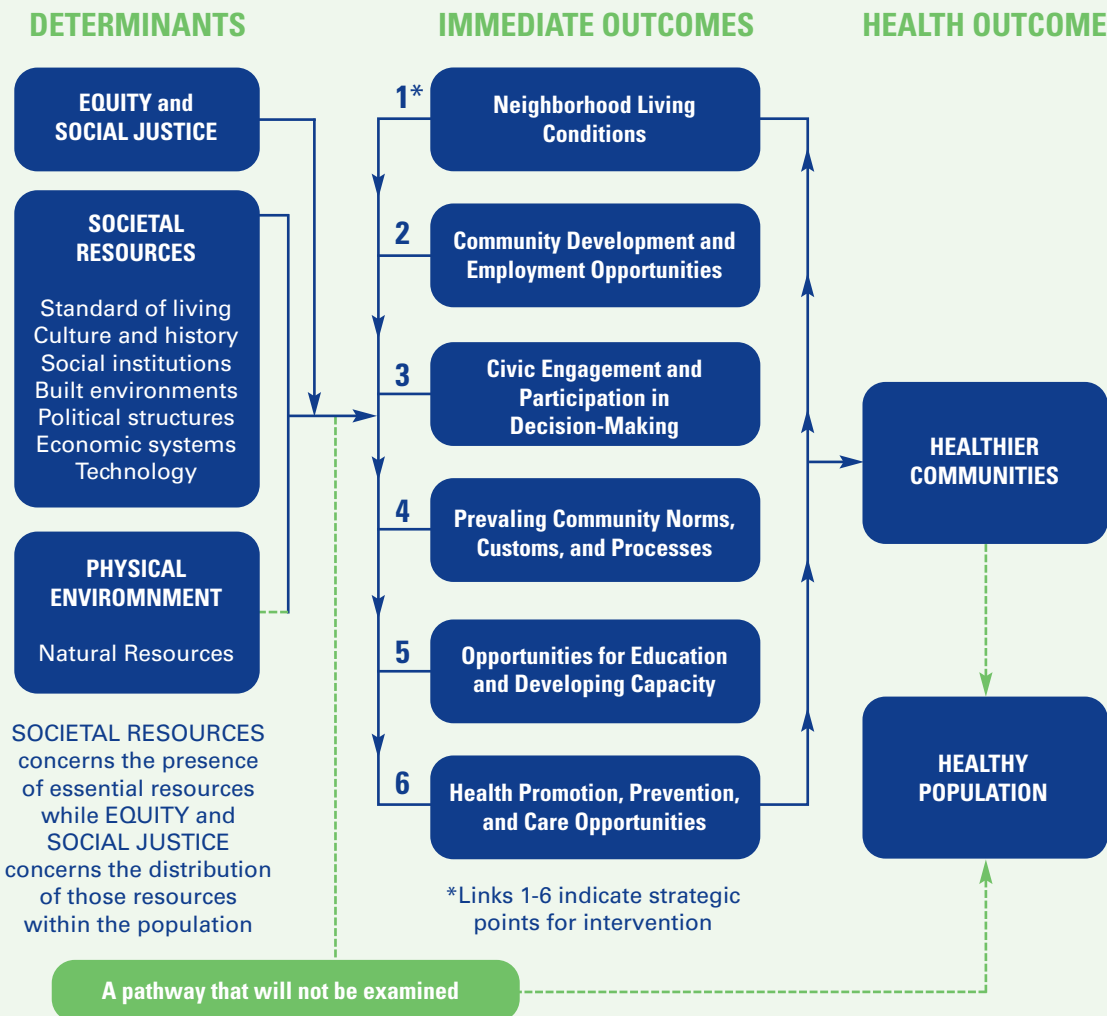 DETERMINANTS
EQUITY and
SOCIAL JUSTICE
SOCIETAL
RESOURCES
Standard of living
Culture and history
Social institutions
Built environments
Political structures
Economic systems
Technology
PHYSICAL
ENVIROMNMENT
Natural Resources
SOCIETAL RESOURCES
concerns the presence
of essential resources
while EQUITY and
SOCIAL JUSTICE
concerns the distribution
of those resources
within the population
IMMEDIATE OUTCOMES
1*
Neighborhood Living
Conditions
2
Community Development and
Employment Opportunities
3
Civic Engagement and
Participation in
Decision-Making
4
Prevaling Community Norms,
Customs, and Processes
5
Opportunities for Education
and Developing Capacity
6
Health Promotion, Prevention,
and Care Opportunities
*Links 1-6 indicate strategic
points for intervention
HEALTH OUTCOME
HEALTHIER
COMMUNITIES
HEALTHY
POPULATION
A pathway that will not be examined